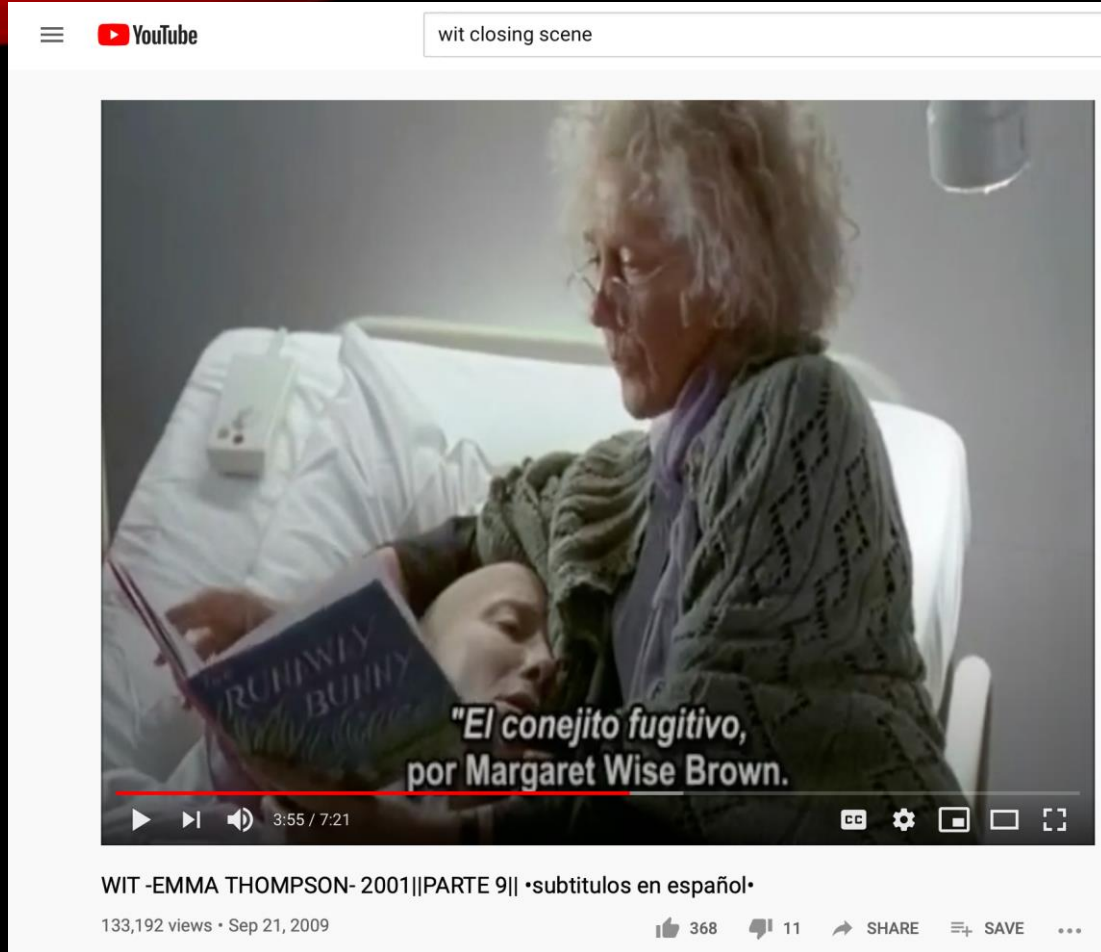 YouTube
wit closing scene
THE
RUNAWAY
BUNNY
"El conejito fugitivo,
por Margaret Wise Brown.
3:55 / 7:21
CC
WIT -EMMA THOMPSON- 2001||PARTE 9|| •subtitulos en español•
133,192 views • Sep 21, 2009
368
11
SHARE
SAVE